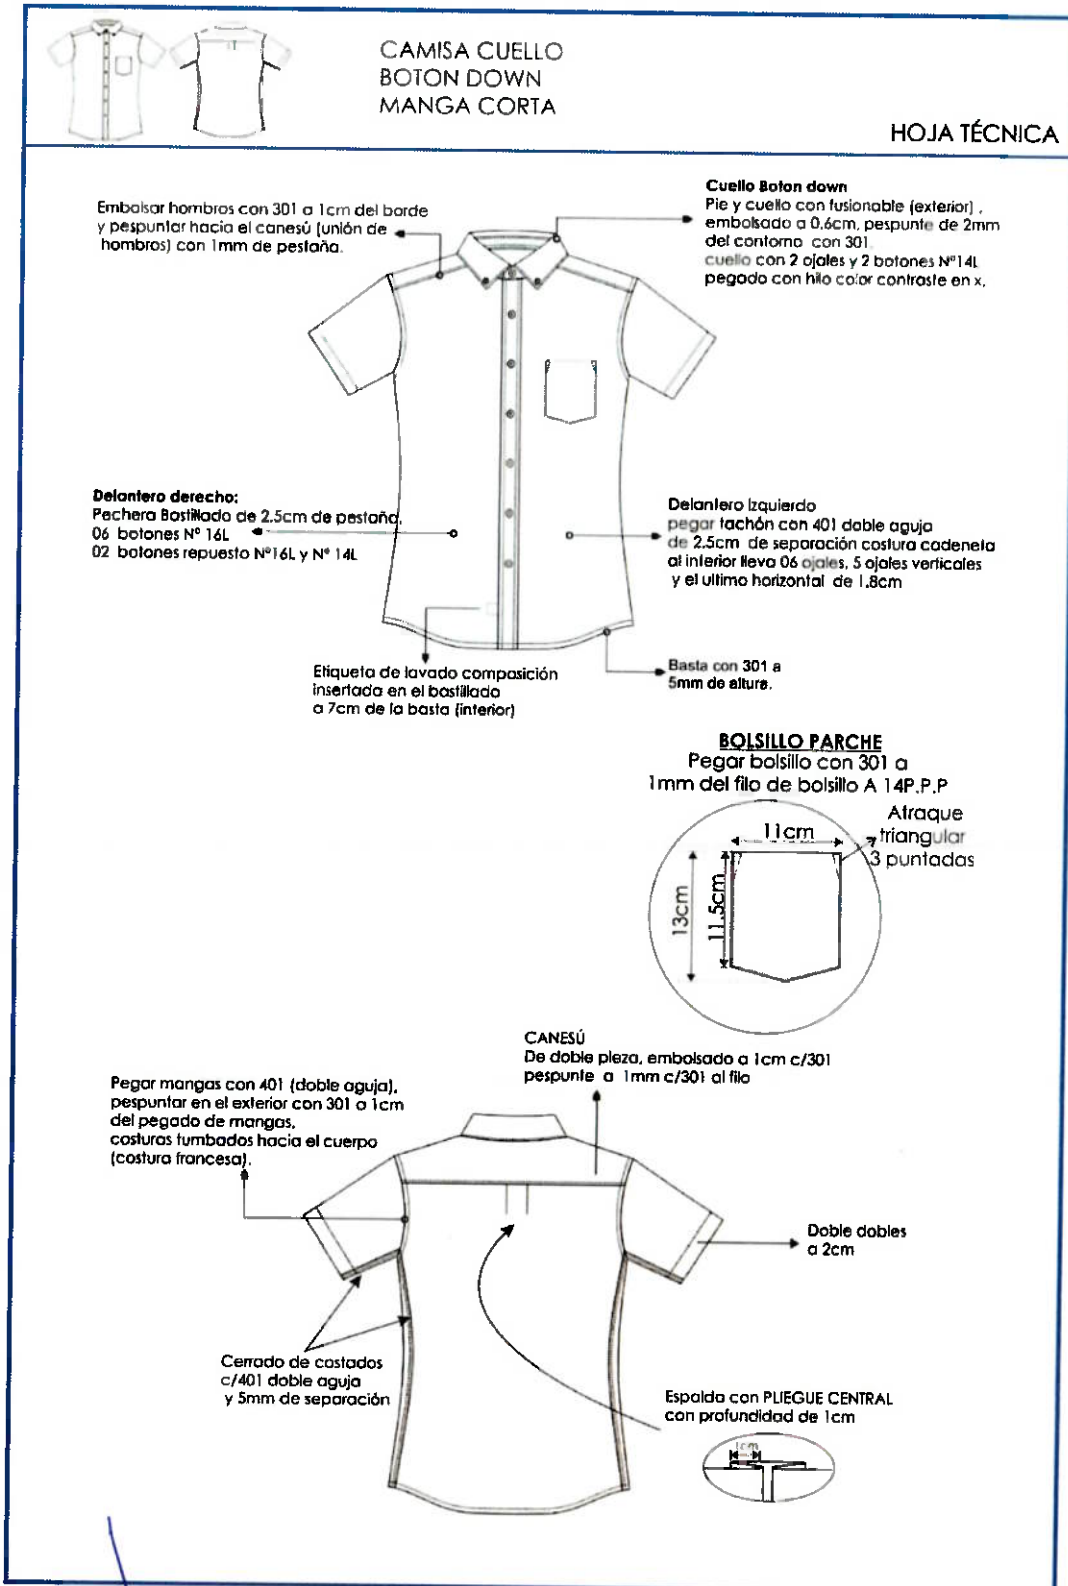 CAMISA CUELLO
BOTON DOWN
MANGA CORTA
HOJA TÉCNICA
Embolsar hombros con 301 a 1cm del borde
y pespuntar hacia el canesú (unión de
hombros) con 1mm de pestaña.
Cuello Boton down
Pie y cuello con fusionable (exterior) ,
embolsado a 0.6cm, pespunte de 2mm
del contorno con 301
cuello con 2 ojales y 2 botones Nº14L
pegado con hilo color contraste en x.
Delantero derecho:
Pechera Bastillado de 2.5cm de pestaña.
06 botones Nº 16L
02 botones repuesto Nº16L y Nº 14L
Delantero Izquierdo
pegar tachón con 401 doble aguja
de 2.5cm de separación costura cadeneta
al interior lleva 06 ojales, 5 ojales verticales
y el ultimo horizontal de 1.8cm
Etiqueta de lavado composición
insertada en el bastillado
a 7cm de la basta (interior)
Basta con 301 a
5mm de altura.
BOLSILLO PARCHE
Pegar bolsillo con 301 a
1mm del filo de bolsillo A 14P.P.P
Atraque
triangular
3 puntadas
11cm
13cm
11.5cm
CANESÚ
De doble pieza, embolsado a 1cm c/301
pespunte a 1mm c/301 al filo
Pegar mangas con 401 (doble aguja),
pespuntar en el exterior con 301 a 1cm
del pegado de mangas,
costuras tumbados hacia el cuerpo
(costura francesa).
Doble dobles
a 2cm
Cerrado de costados
c/401 doble aguja
y 5mm de separación
Espalda con PLIEGUE CENTRAL
con profundidad de 1cm
1cm